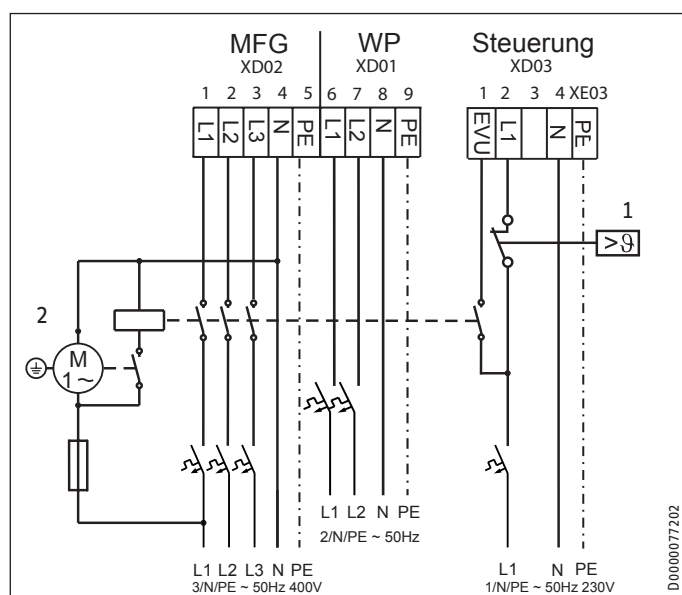 MFG WP Steuerung
XD02 XD01 XD03
1 2 3 4 5 6 7 8 9 1 2 3 4 XE03
L1 L2 L3 N PE L1 L2 N PE EVU L1 N PE
1
>ϑ
2
M
1~
L1 L2 N PE
2/N/PE ~ 50Hz
L1 L2 L3 N PE L1 N PE
3/N/PE ~ 50Hz 400V 1/N/PE ~ 50Hz 230V
D0000077202